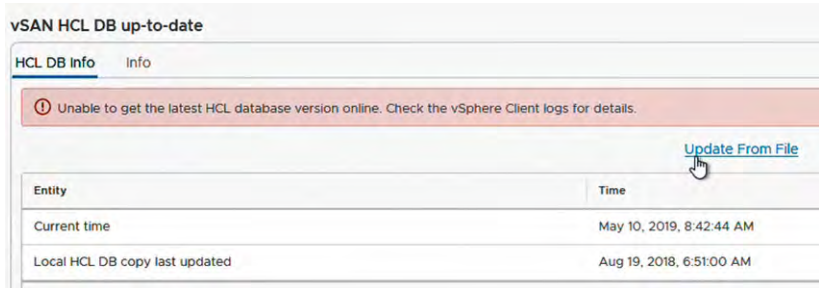 vSAN HCL DB up-to-date
HCL DB Info Info
Unable to get the latest HCL database version online. Check the vSphere Client logs for details.
Update From File
Entity Time
Current time May 10, 2019, 8:42:44 AM
Local HCL DB copy last updated Aug 19, 2018, 6:51:00 AM